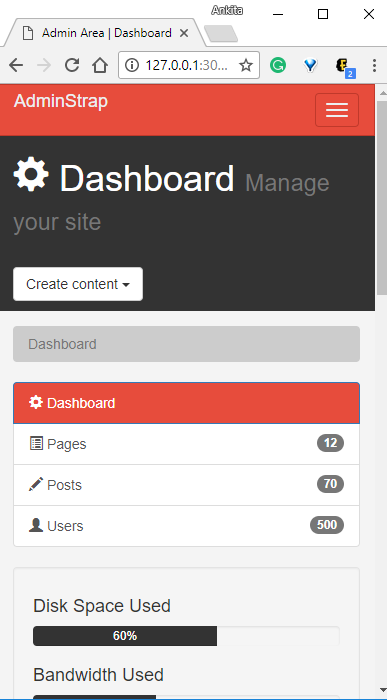 Ankita
Admin Area | Dashboard
127.0.0.1:30...
2
AdminStrap
Dashboard Manage
your site
Create content
Dashboard
Dashboard
Pages 12
Posts 70
Users 500
Disk Space Used
60%
Bandwidth Used